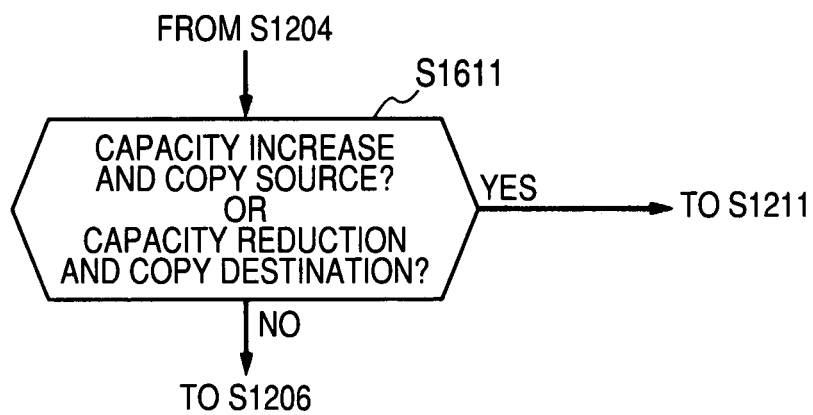 FROM S1204
S1611
CAPACITY INCREASE
AND COPY SOURCE?
OR
CAPACITY REDUCTION
AND COPY DESTINATION?
YES
TO S1211
NO
TO S1206